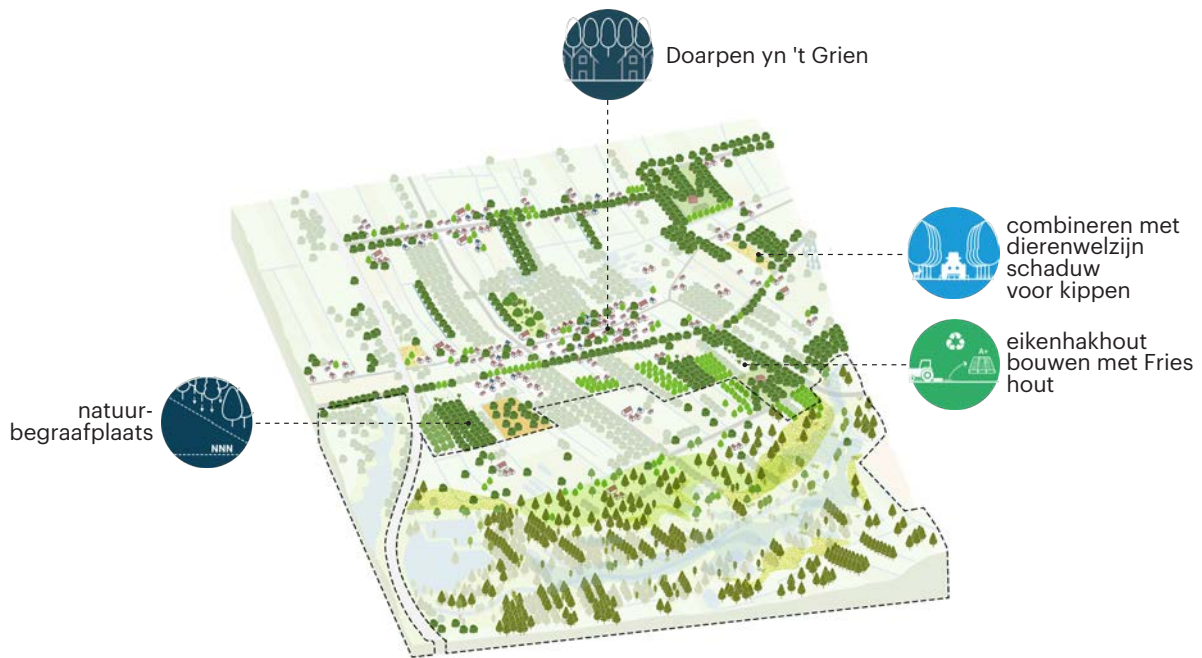 Doarpen yn 't Grien
combineren met
dierenwelzijn
schaduw
voor kippen
A+
eikenhakhout
bouwen met Fries
hout
natuur-
begraafplaats
NNN